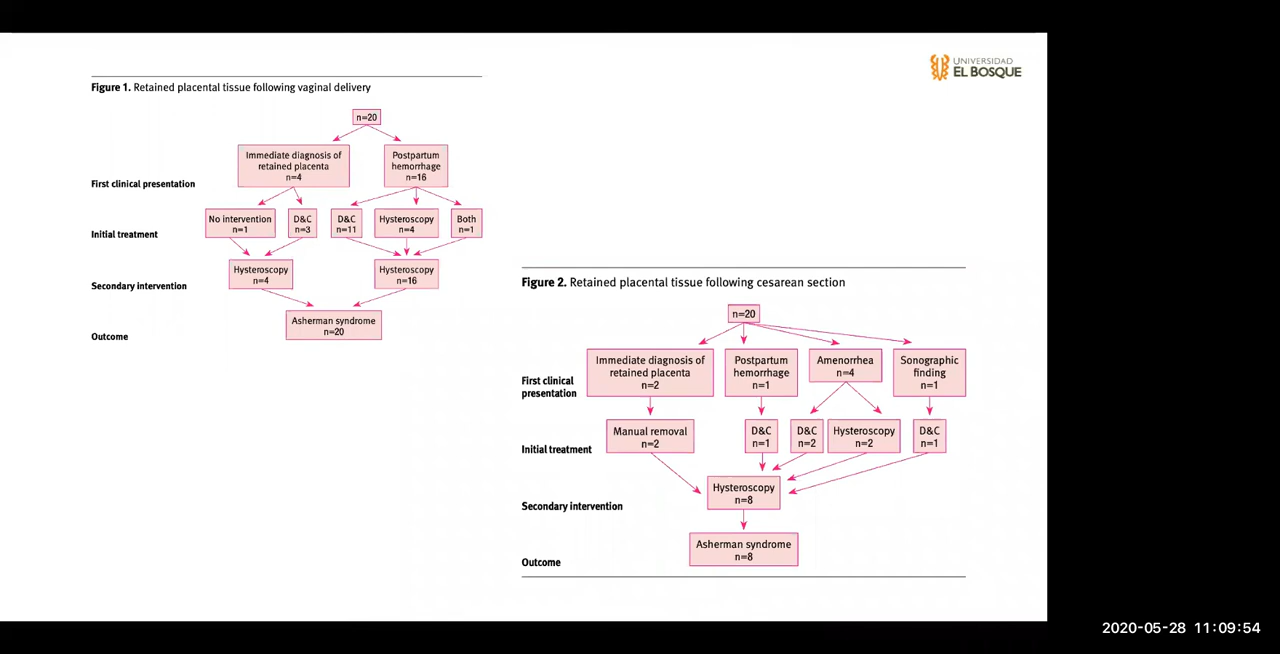 UNIVERSIDAD
EL BOSQUE
Figure 1. Retained placental tissue following vaginal delivery
n=20
Immediate diagnosis of
retained placenta
n=4
Postpartum
hemorrhage
n=16
First clinical presentation
No intervention
n=1
D&C
n=3
D&C
n=11
Hysteroscopy
n=4
Both
n=1
Initial treatment
Hysteroscopy
n=4
Hysteroscopy
n=16
Secondary intervention
Asherman syndrome
n=20
Outcome
Figure 2. Retained placental tissue following cesarean section
n=20
Immediate diagnosis of
retained placenta
n=2
Postpartum
hemorrhage
n=1
Amenorrhea
n=4
Sonographic
finding
n=1
First clinical
presentation
Manual removal
n=2
D&C
n=1
D&C
n=2
Hysteroscopy
n=2
D&C
n=1
Initial treatment
Hysteroscopy
n=8
Secondary intervention
Asherman syndrome
n=8
Outcome
2020-05-28 11:09:54